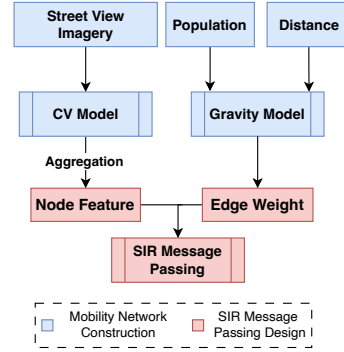 Street View
Imagery
Population
Distance
CV Model
Gravity Model
Aggregation
Node Feature
Edge Weight
SIR Message
Passing
Mobility Network
Construction
SIR Message
Passing Design